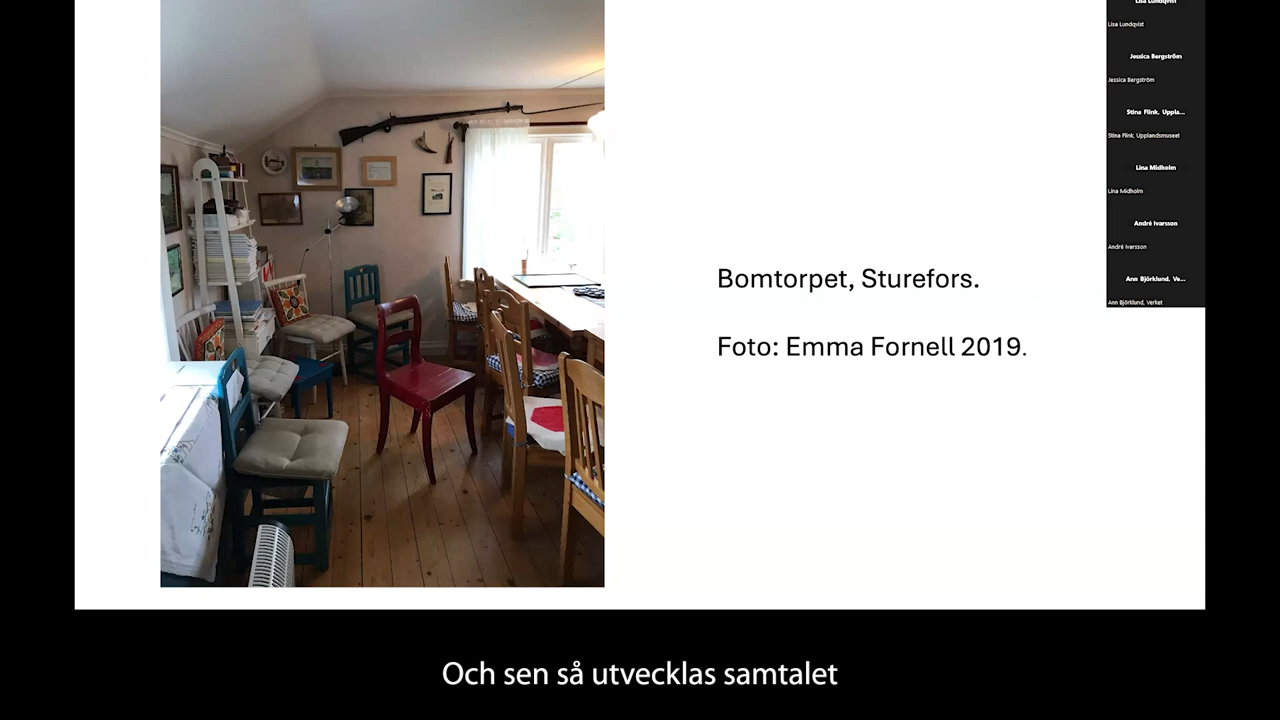 Bomtorpet, Sturefors.
Foto: Emma Fornell 2019.
Lisa Lundqvist
Lisa Lundqvist
Jessica Bergström
Jessica Bergström
Stina Flink, Uppla...
Stina Flink, Upplandsmuseet
Lina Midholm
Lina Midholm
André Ivarsson
André Ivarsson
Ann Björklund, Ve...
Ann Björklund, Verket
Och sen så utvecklas samtalet